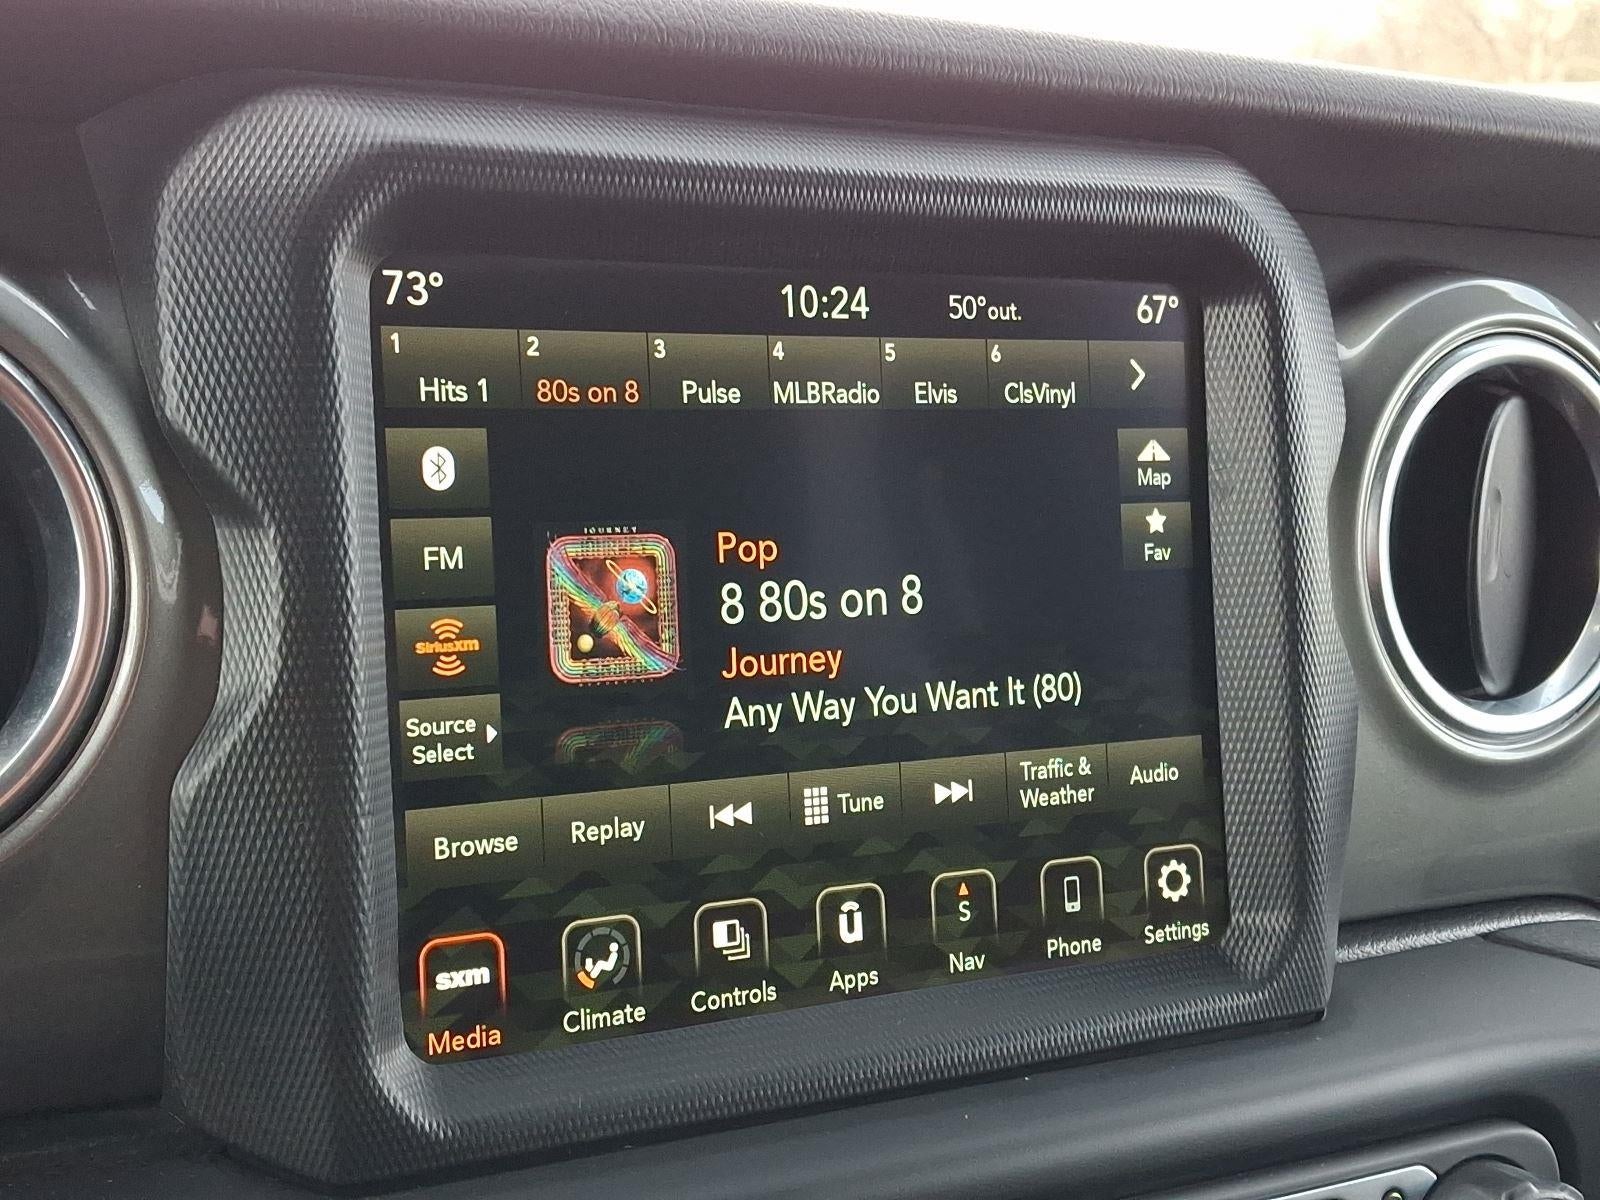 73° 10:24 50° out. 67°
1 2 3 4 5 6
Hits 1 80s on 8 Pulse MLBRadio Elvis ClsVinyl
Map
FM
Fav
SiriusXM
Source
Select
JOURNEY
Pop
8 80s on 8
Journey
Any Way You Want It (80)
Browse Replay Tune Traffic &
Weather Audio
sxm
S
Media Climate Controls Apps Nav Phone Settings